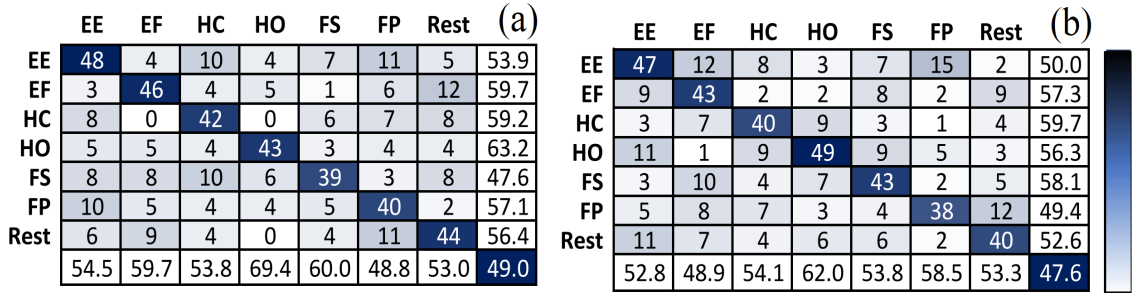 (a)
EE EF HC HO FS FP Rest
EE 48 4 10 4 7 11 5 53.9
EF 3 46 4 5 1 6 12 59.7
HC 8 0 42 0 6 7 8 59.2
HO 5 5 4 43 3 4 4 63.2
FS 8 8 10 6 39 3 8 47.6
FP 10 5 4 4 5 40 2 57.1
Rest 6 9 4 0 4 11 44 56.4
54.5 59.7 53.8 69.4 60.0 48.8 53.0 49.0
(b)
EE EF HC HO FS FP Rest
EE 47 12 8 3 7 15 2 50.0
EF 9 43 2 2 8 2 9 57.3
HC 3 7 40 9 3 1 4 59.7
HO 11 1 9 49 9 5 3 56.3
FS 3 10 4 7 43 2 5 58.1
FP 5 8 7 3 4 38 12 49.4
Rest 11 7 4 6 6 2 40 52.6
52.8 48.9 54.1 62.0 53.8 58.5 53.3 47.6